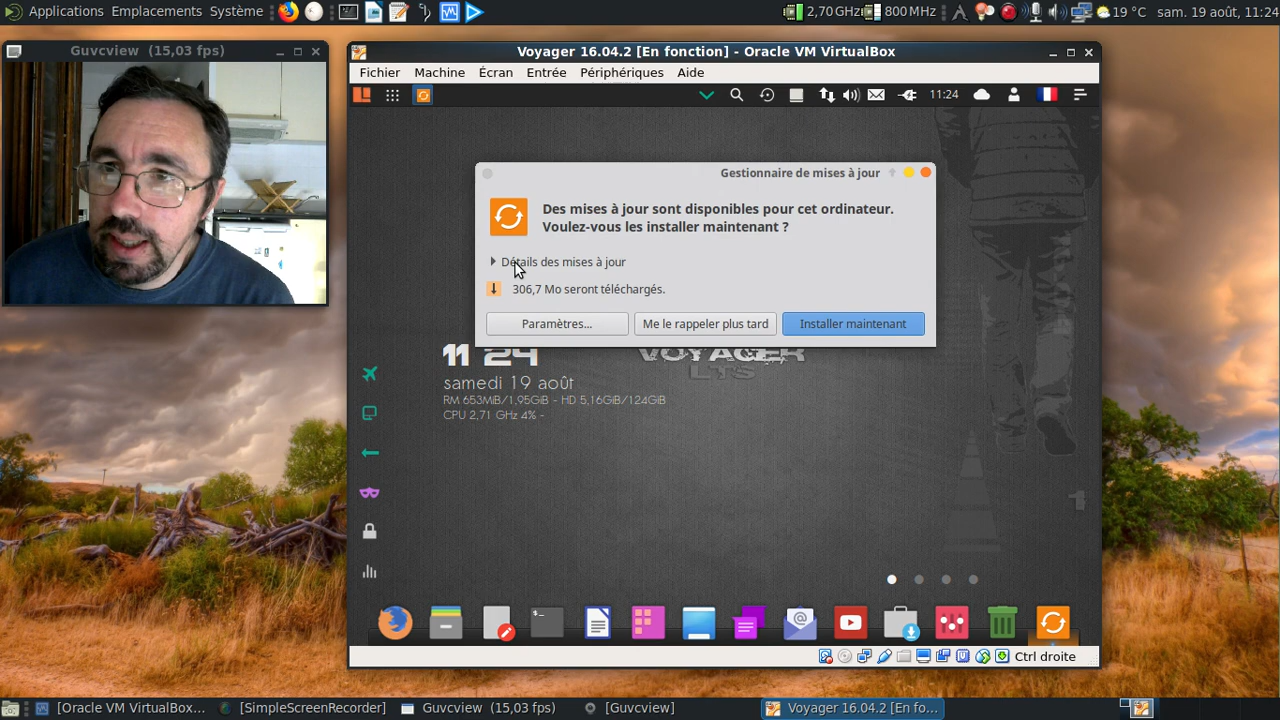 Applications Emplacements Système 2,70 GHz 800 MHz 19 °C sam. 19 août, 11:24
Guvcview (15,03 fps)
Voyager 16.04.2 [En fonction] - Oracle VM VirtualBox
Fichier Machine Écran Entrée Périphériques Aide
11:24
Gestionnaire de mises à jour
Des mises à jour sont disponibles pour cet ordinateur.
Voulez-vous les installer maintenant ?
Détails des mises à jour
306,7 Mo seront téléchargés.
Paramètres... Me le rappeler plus tard Installer maintenant
11 24 VOYAGER
LTS
samedi 19 août
RM 653MiB/1,95GiB - HD 5,16GiB/124GiB
CPU 2,71 GHz 4% -
Ctrl droite
[Oracle VM VirtualBox... [SimpleScreenRecorder] Guvcview (15,03 fps) [Guvcview] Voyager 16.04.2 [En fo...